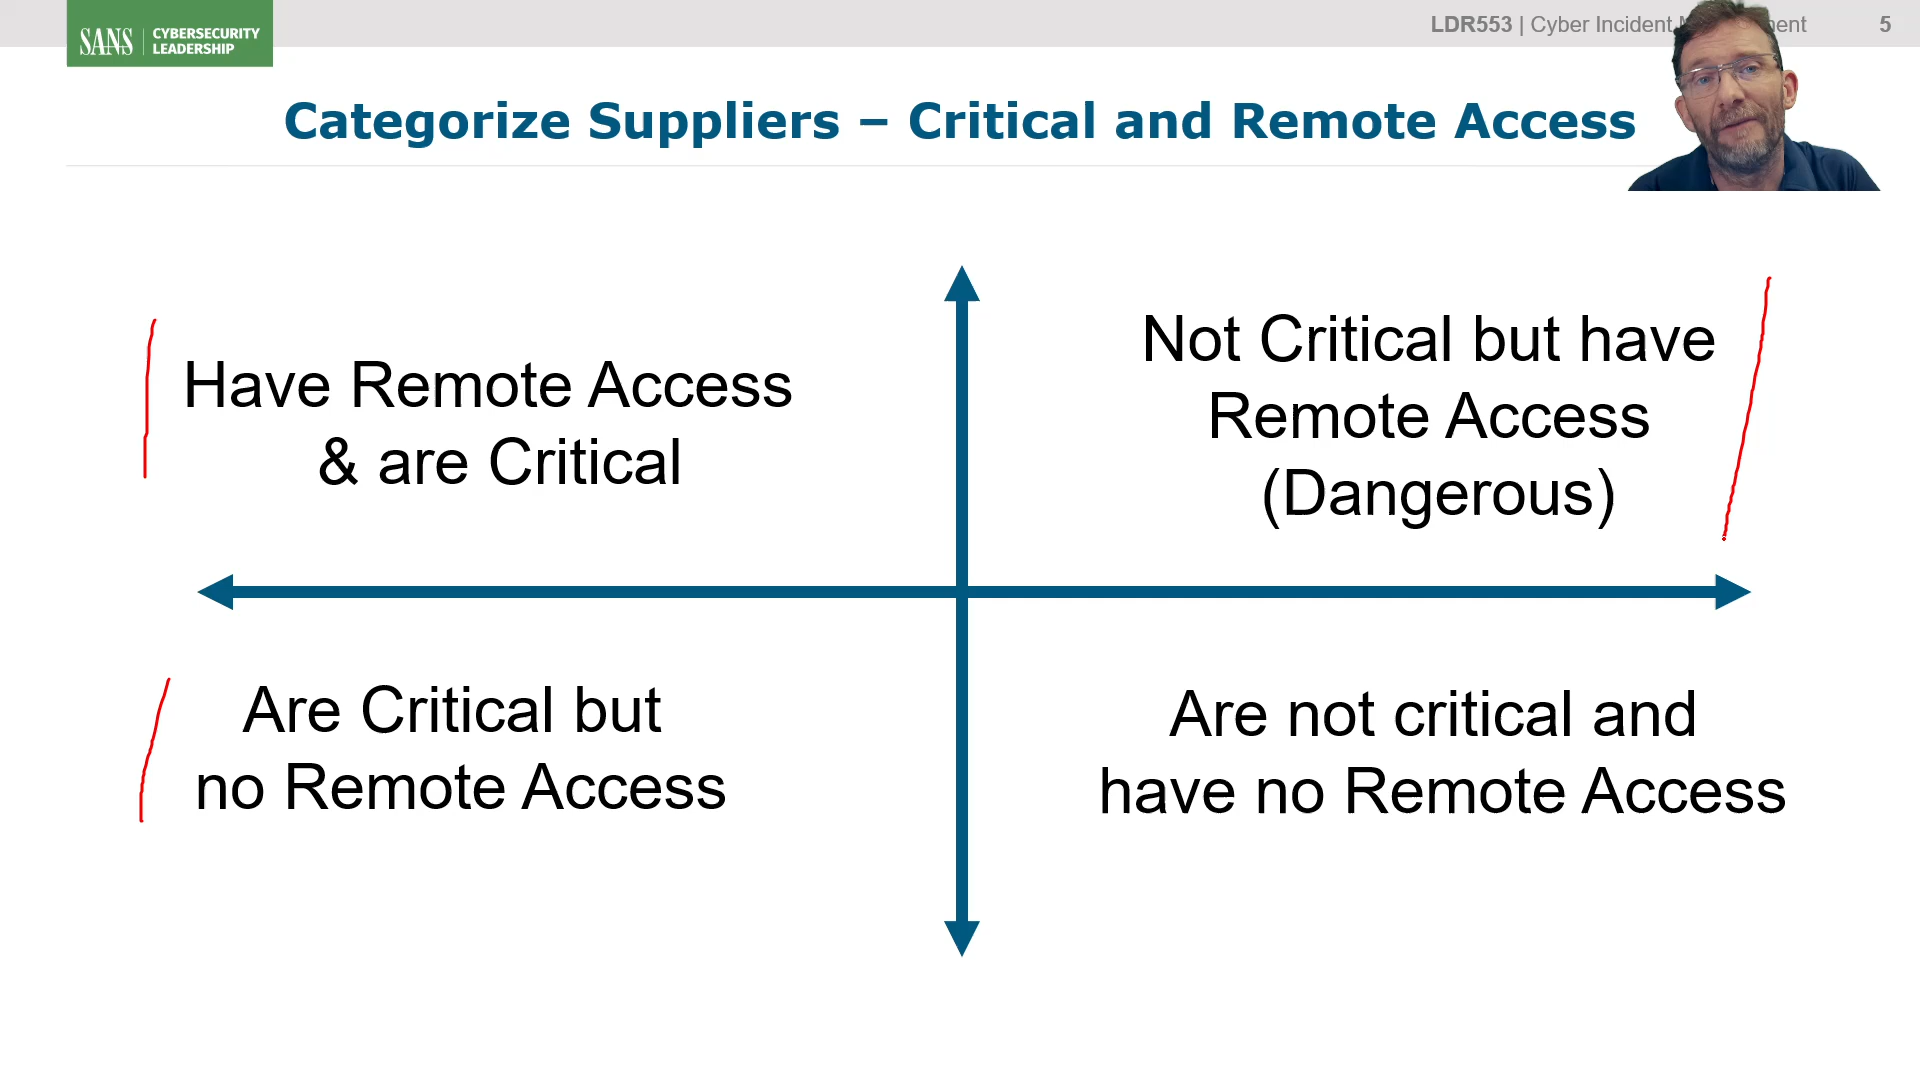 SANS
CYBERSECURITY
LEADERSHIP
LDR553 | Cyber Incident
5
Categorize Suppliers – Critical and Remote Access
Have Remote Access
& are Critical
Not Critical but have
Remote Access
(Dangerous)
Are Critical but
no Remote Access
Are not critical and
have no Remote Access